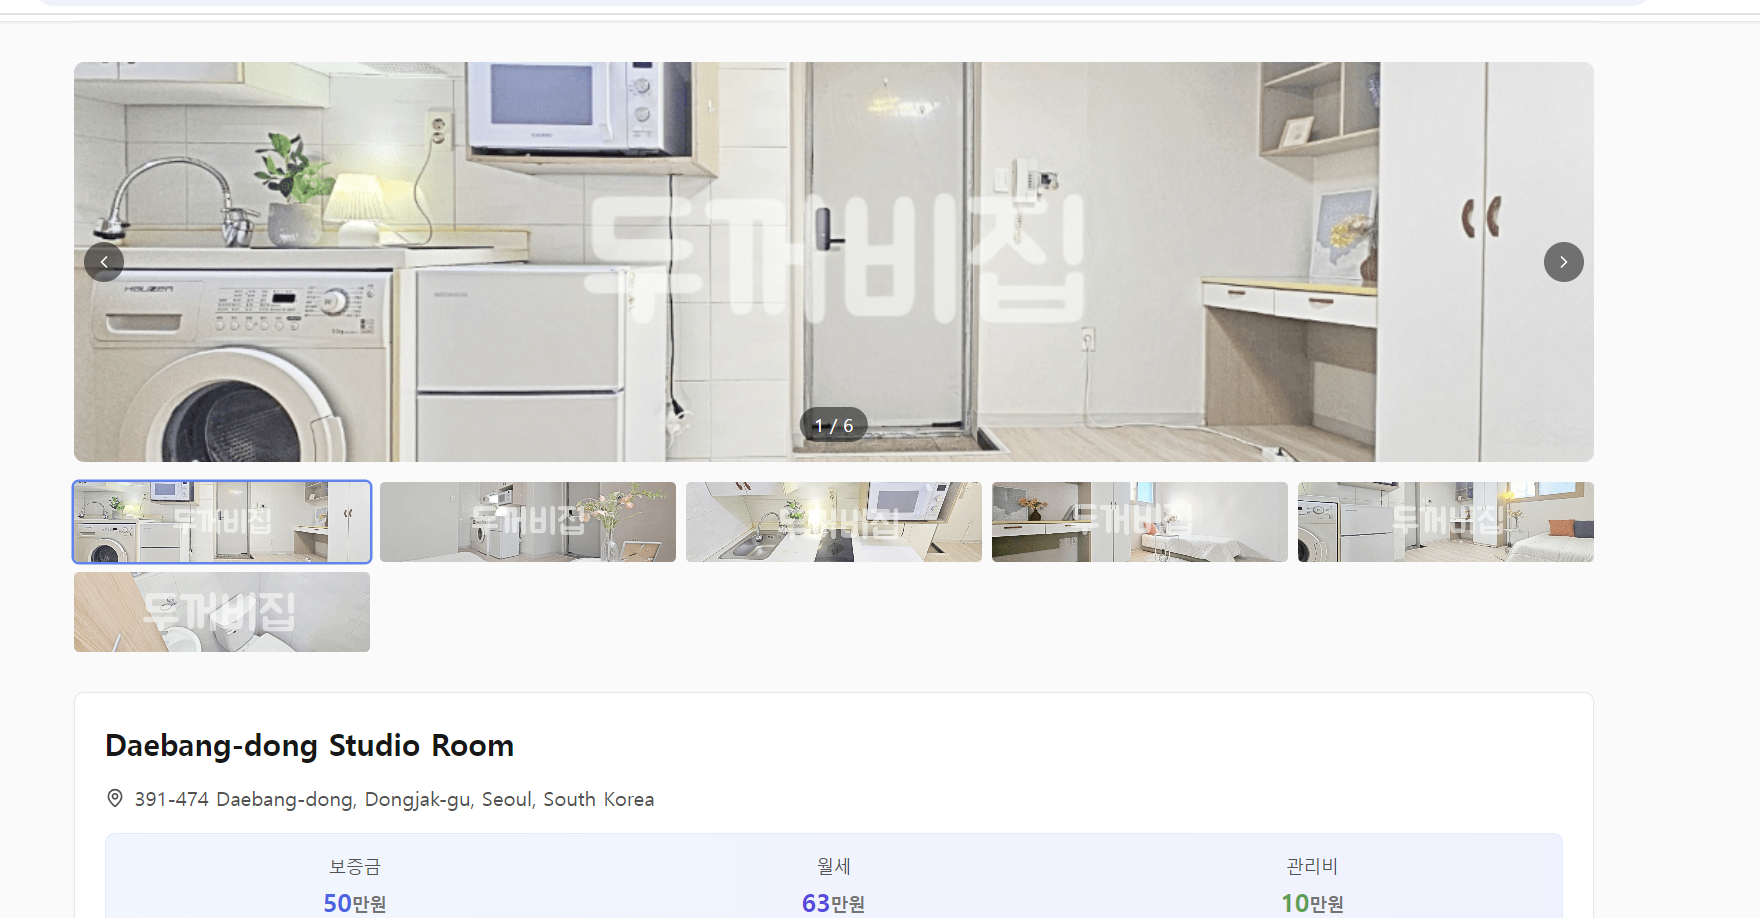 두꺼비집
HAUZEN
1 / 6
두꺼비집
두꺼비집
두꺼비집
두꺼비집
두꺼비집
두꺼비집
Daebang-dong Studio Room
391-474 Daebang-dong, Dongjak-gu, Seoul, South Korea
보증금 월세 관리비
50만원 63만원 10만원